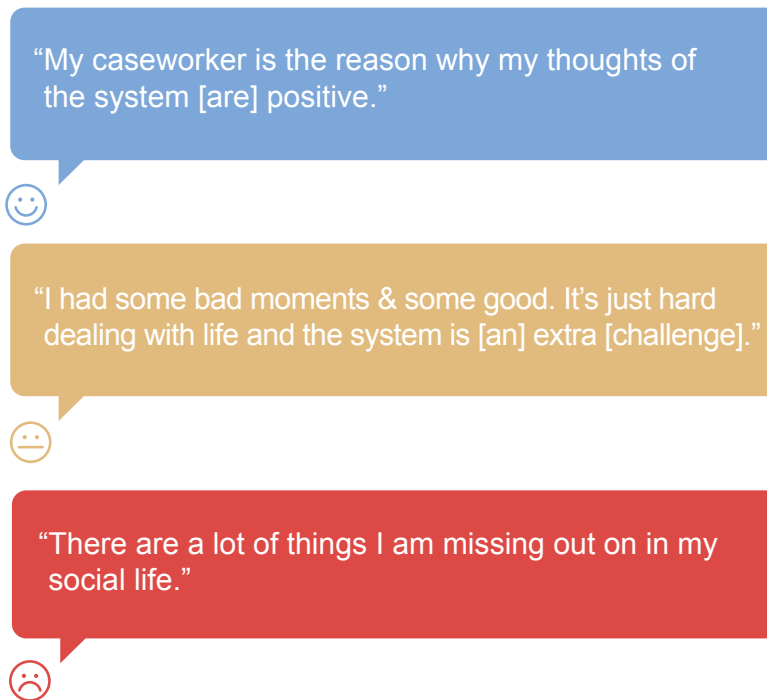 “My caseworker is the reason why my thoughts of
the system [are] positive.”
“I had some bad moments & some good. It’s just hard
dealing with life and the system is [an] extra [challenge].”
“There are a lot of things I am missing out on in my
social life.”